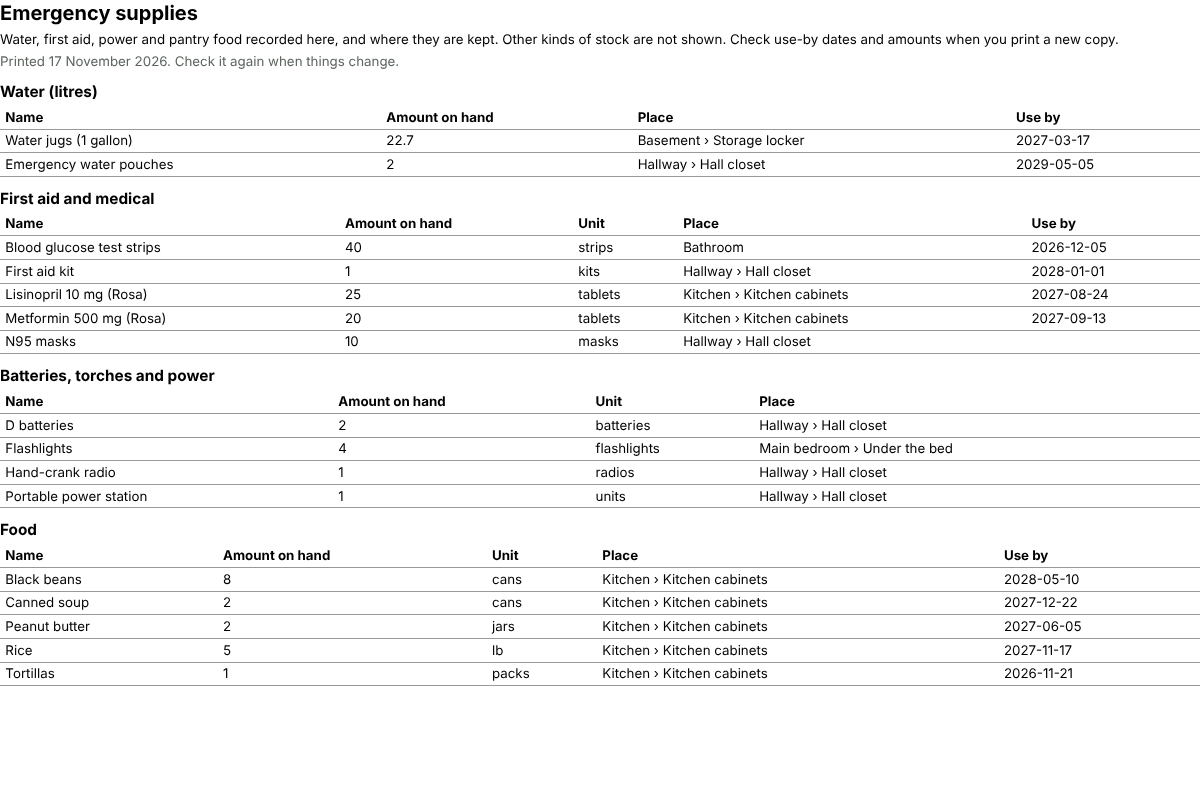 Emergency supplies
Water, first aid, power and pantry food recorded here, and where they are kept. Other kinds of stock are not shown. Check use-by dates and amounts when you print a new copy.
Printed 17 November 2026. Check it again when things change.
Water (litres)
Name Amount on hand Place Use by
Water jugs (1 gallon) 22.7 Basement › Storage locker 2027-03-17
Emergency water pouches 2 Hallway › Hall closet 2029-05-05
First aid and medical
Name Amount on hand Unit Place Use by
Blood glucose test strips 40 strips Bathroom 2026-12-05
First aid kit 1 kits Hallway › Hall closet 2028-01-01
Lisinopril 10 mg (Rosa) 25 tablets Kitchen › Kitchen cabinets 2027-08-24
Metformin 500 mg (Rosa) 20 tablets Kitchen › Kitchen cabinets 2027-09-13
N95 masks 10 masks Hallway › Hall closet
Batteries, torches and power
Name Amount on hand Unit Place
D batteries 2 batteries Hallway › Hall closet
Flashlights 4 flashlights Main bedroom › Under the bed
Hand-crank radio 1 radios Hallway › Hall closet
Portable power station 1 units Hallway › Hall closet
Food
Name Amount on hand Unit Place Use by
Black beans 8 cans Kitchen › Kitchen cabinets 2028-05-10
Canned soup 2 cans Kitchen › Kitchen cabinets 2027-12-22
Peanut butter 2 jars Kitchen › Kitchen cabinets 2027-06-05
Rice 5 lb Kitchen › Kitchen cabinets 2027-11-17
Tortillas 1 packs Kitchen › Kitchen cabinets 2026-11-21